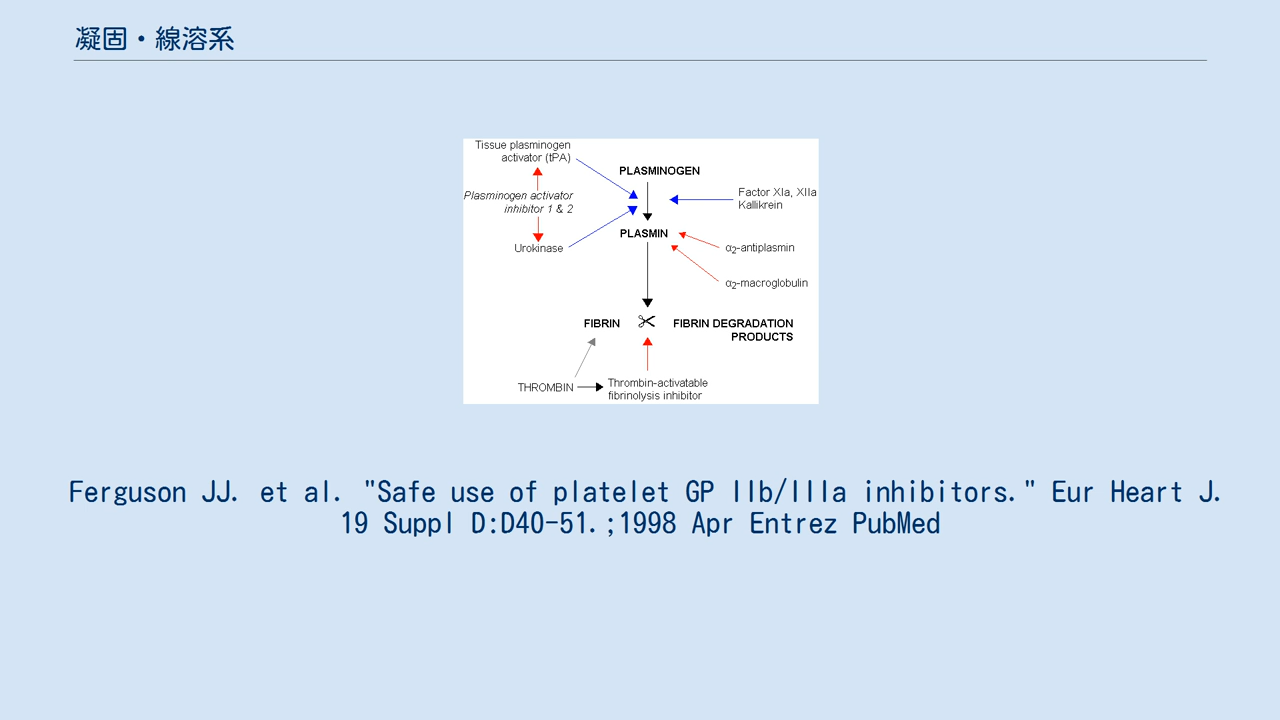 凝固・線溶系
Tissue plasminogen
activator (tPA)
PLASMINOGEN
Plasminogen activator
inhibitor 1 & 2
Factor XIa, XIIa
Kallikrein
Urokinase
PLASMIN
α2-antiplasmin
α2-macroglobulin
FIBRIN
FIBRIN DEGRADATION
PRODUCTS
THROMBIN
Thrombin-activatable
fibrinolysis inhibitor
Ferguson JJ. et al. "Safe use of platelet GP IIb/IIIa inhibitors." Eur Heart J.
19 Suppl D:D40-51.;1998 Apr Entrez PubMed